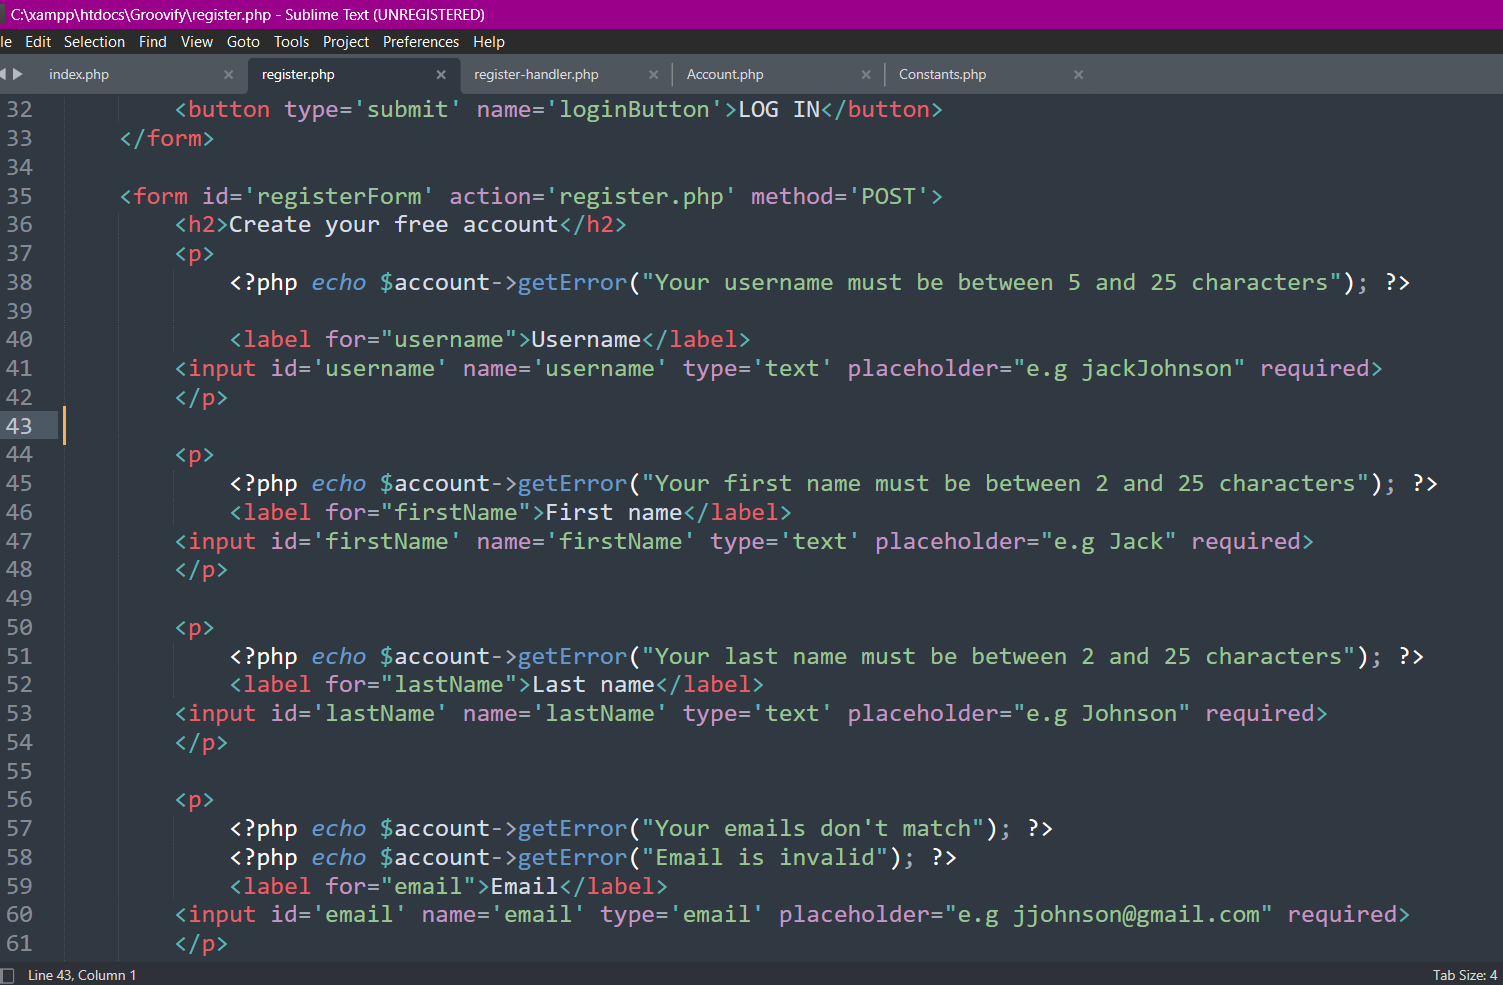 C:\xampp\htdocs\Groovify\register.php - Sublime Text (UNREGISTERED)
le Edit Selection Find View Goto Tools Project Preferences Help
index.php × register.php × register-handler.php × Account.php × Constants.php ×
32 <button type='submit' name='loginButton'>LOG IN</button>
33 </form>
34
35 <form id='registerForm' action='register.php' method='POST'>
36 <h2>Create your free account</h2>
37 <p>
38 <?php echo $account->getError("Your username must be between 5 and 25 characters"); ?>
39
40 <label for="username">Username</label>
41 <input id='username' name='username' type='text' placeholder="e.g jackJohnson" required>
42 </p>
43
44 <p>
45 <?php echo $account->getError("Your first name must be between 2 and 25 characters"); ?>
46 <label for="firstName">First name</label>
47 <input id='firstName' name='firstName' type='text' placeholder="e.g Jack" required>
48 </p>
49
50 <p>
51 <?php echo $account->getError("Your last name must be between 2 and 25 characters"); ?>
52 <label for="lastName">Last name</label>
53 <input id='lastName' name='lastName' type='text' placeholder="e.g Johnson" required>
54 </p>
55
56 <p>
57 <?php echo $account->getError("Your emails don't match"); ?>
58 <?php echo $account->getError("Email is invalid"); ?>
59 <label for="email">Email</label>
60 <input id='email' name='email' type='email' placeholder="e.g jjohnson@gmail.com" required>
61 </p>
Line 43, Column 1 Tab Size: 4